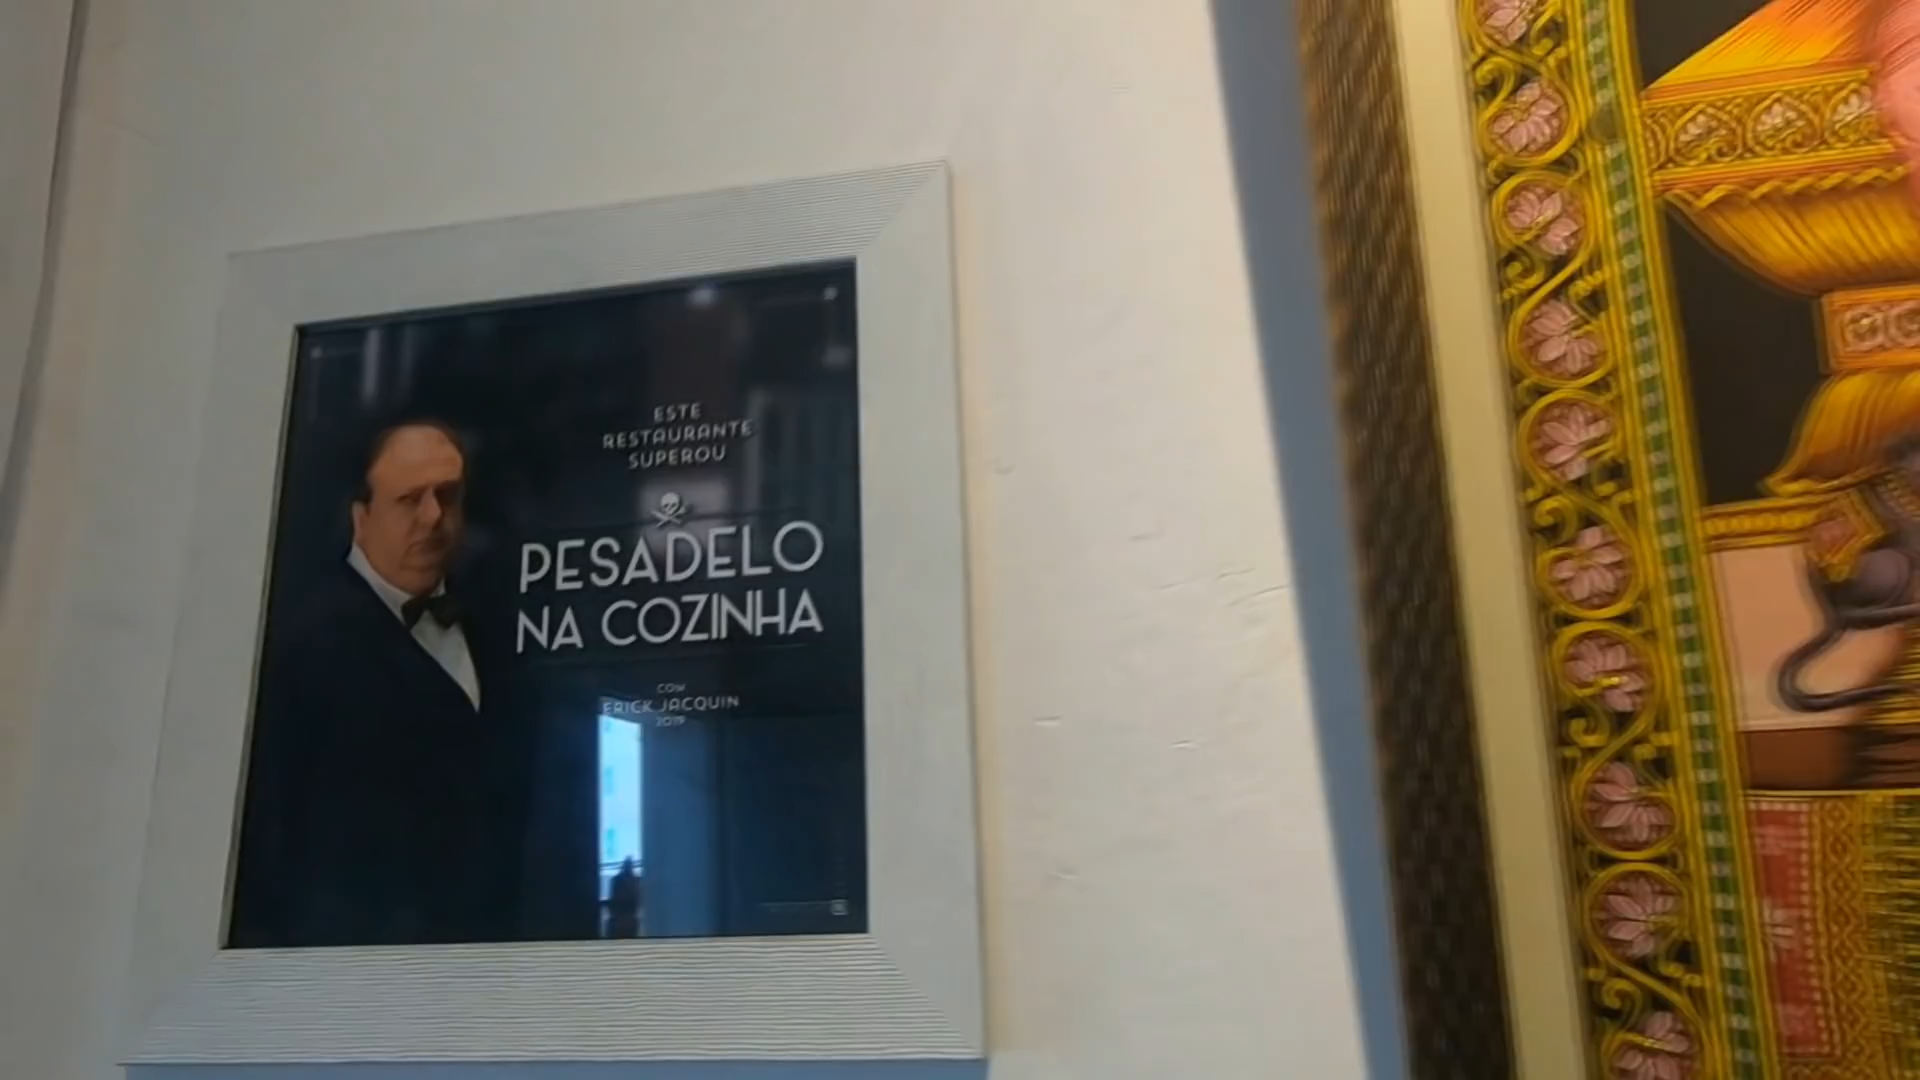 ESTE
RESTAURANTE
SUPEROU
PESADELO
NA COZINHA
COM
ERICK JACQUIN
2019